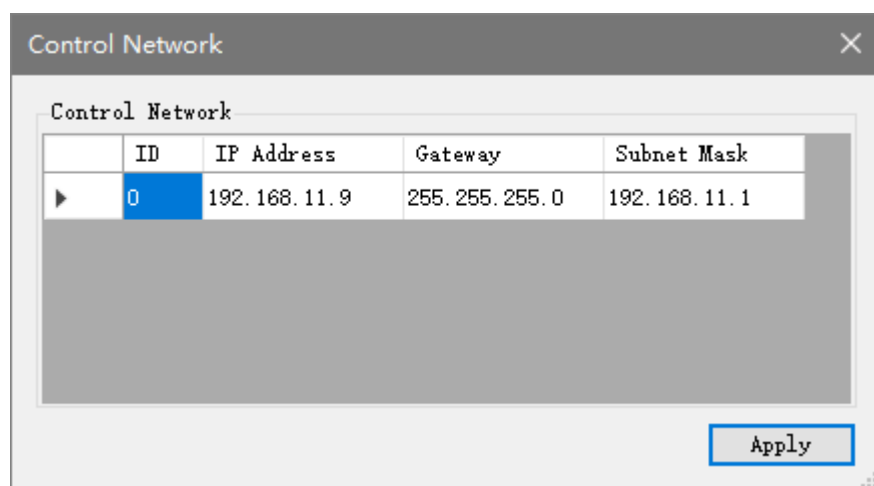 Control Network
Control Network
ID IP Address Gateway Subnet Mask
0 192.168.11.9 255.255.255.0 192.168.11.1
Apply